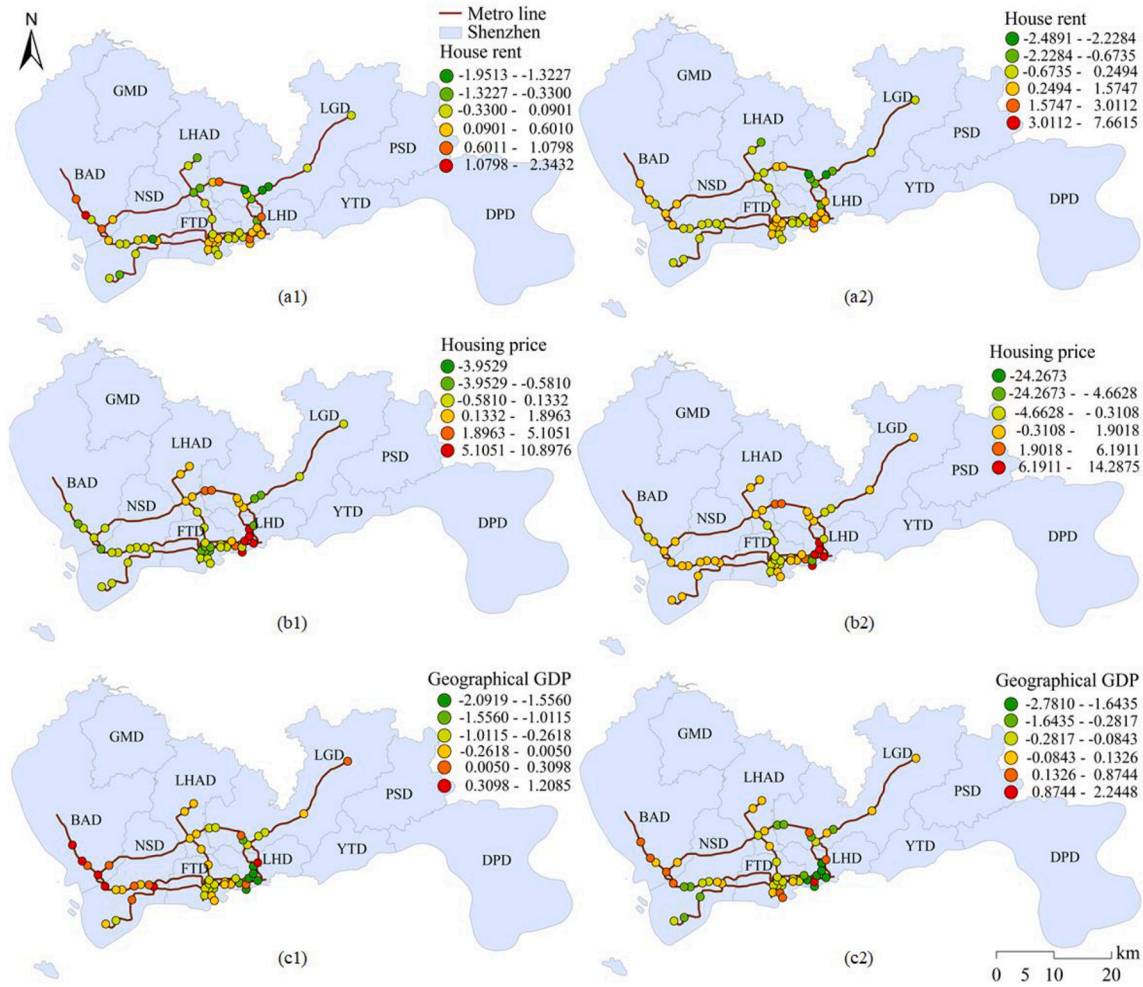 N
Metro line
Shenzhen
House rent
-1.9513 - -1.3227
-1.3227 - -0.3300
-0.3300 - 0.0901
0.0901 - 0.6010
0.6011 - 1.0798
1.0798 - 2.3432
GMD
LHAD
LGD
PSD
BAD
NSD
FTD
LHD
YTD
DPD
(a1)
House rent
-2.4891 - -2.2284
-2.2284 - -0.6735
-0.6735 - 0.2494
0.2494 - 1.5747
1.5747 - 3.0112
3.0112 - 7.6615
GMD
LHAD
LGD
PSD
BAD
NSD
FTD
LHD
YTD
DPD
(a2)
Housing price
-3.9529
-3.9529 - -0.5810
-0.5810 - 0.1332
0.1332 - 1.8963
1.8963 - 5.1051
5.1051 - 10.8976
GMD
LHAD
LGD
PSD
BAD
NSD
FTD
LHD
YTD
DPD
(b1)
Housing price
-24.2673
-24.2673 - -4.6628
-4.6628 - -0.3108
-0.3108 - 1.9018
1.9018 - 6.1911
6.1911 - 14.2875
GMD
LHAD
LGD
PSD
BAD
NSD
FTD
LHD
YTD
DPD
(b2)
Geographical GDP
-2.0919 - -1.5560
-1.5560 - -1.0115
-1.0115 - -0.2618
-0.2618 - 0.0050
0.0050 - 0.3098
0.3098 - 1.2085
GMD
LHAD
LGD
PSD
BAD
NSD
FTD
LHD
YTD
DPD
(c1)
Geographical GDP
-2.7810 - -1.6435
-1.6435 - -0.2817
-0.2817 - -0.0843
-0.0843 - 0.1326
0.1326 - 0.8744
0.8744 - 2.2448
GMD
LHAD
LGD
PSD
BAD
NSD
FTD
LHD
YTD
DPD
(c2)
km
0 5 10 20